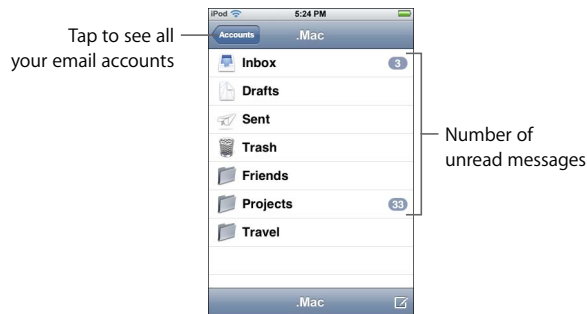 iPod 5:24 PM
Tap to see all
your email accounts
Accounts .Mac
Inbox 3
Drafts
Sent
Trash
Friends
Projects 33
Travel
Number of
unread messages
.Mac